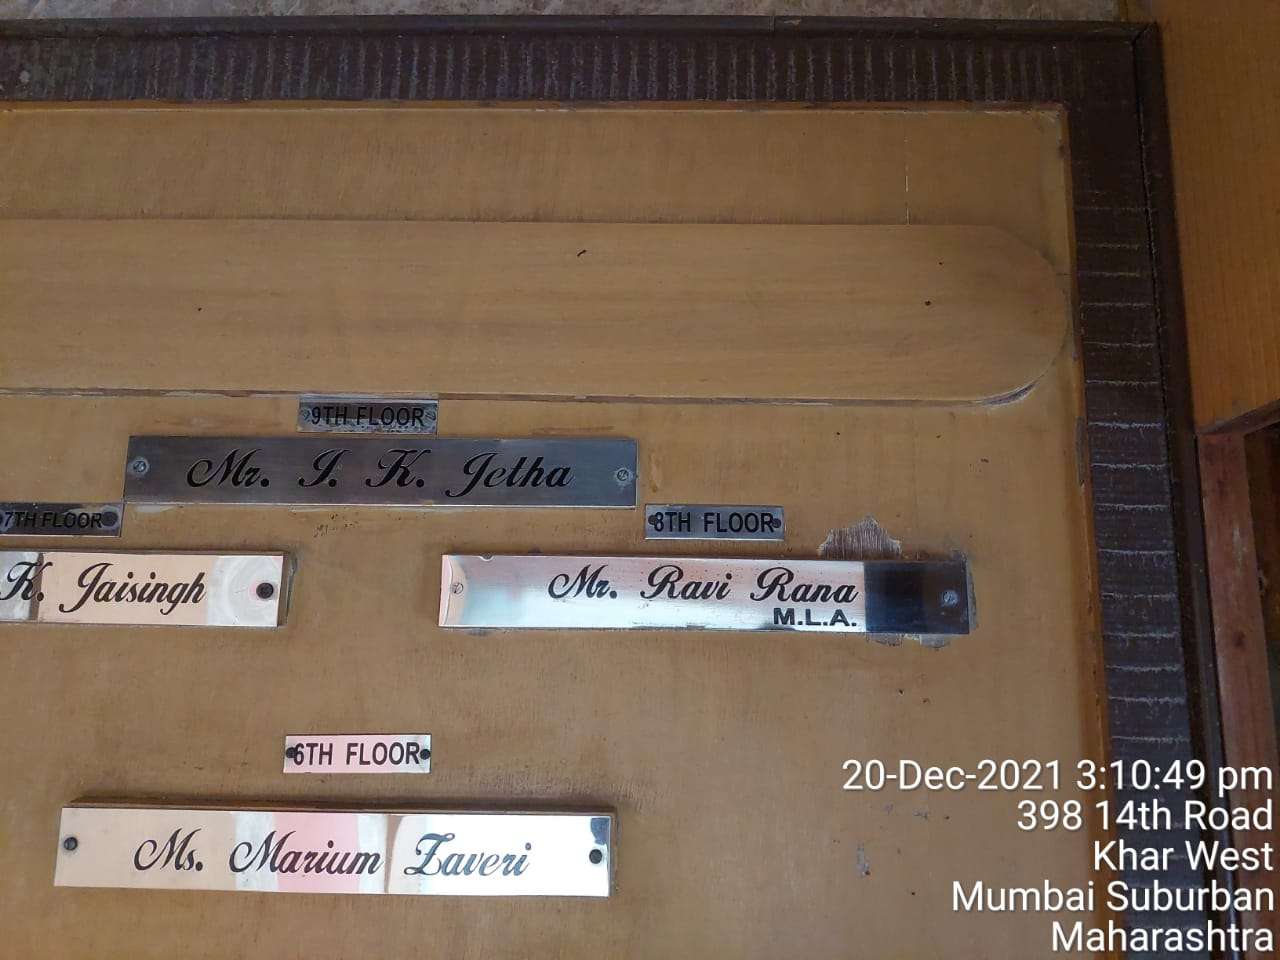 9TH FLOOR
Mr. I. K. Jetha
7TH FLOOR
8TH FLOOR
K. Jaisingh
Mr. Ravi Rana
M.L.A.
6TH FLOOR
Ms. Marium Zaveri
20-Dec-2021 3:10:49 pm
398 14th Road
Khar West
Mumbai Suburban
Maharashtra